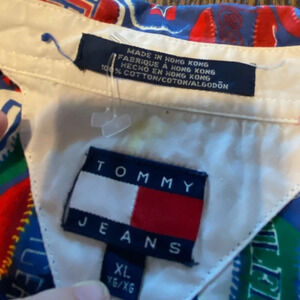 MADE IN HONG KONG
FABRIQUÉ À HONG KONG
HECHO EN HONG KONG
100% COTTON/COTON/ALGODÓN
TOMMY
JEANS
XL
TG/XG